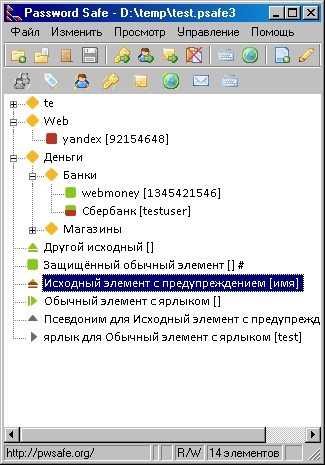 Password Safe - D:\temp\test.psafe3
Файл Изменить Просмотр Управление Помощь
te
Web
yandex [92154648]
Деньги
Банки
webmoney [1345421546]
Сбербанк [testuser]
Магазины
Другой исходный []
Защищённый обычный элемент [] #
Исходный элемент с предупреждением [имя]
Обычный элемент с ярлыком []
Псевдоним для Исходный элемент с предупрежд
ярлык для Обычный элемент с ярлыком [test]
http://pwsafe.org/ R/W 14 элементов